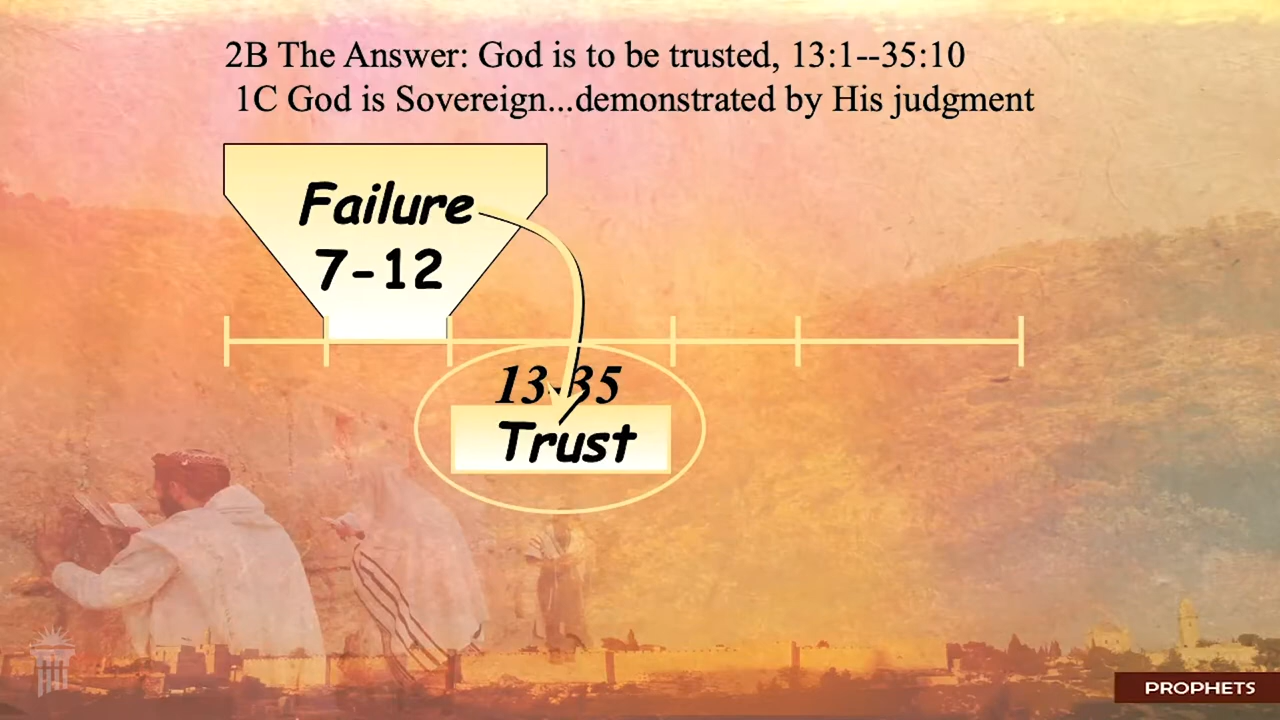 2B The Answer: God is to be trusted, 13:1--35:10
1C God is Sovereign...demonstrated by His judgment
Failure
7-12
13-35
Trust
PROPHETS